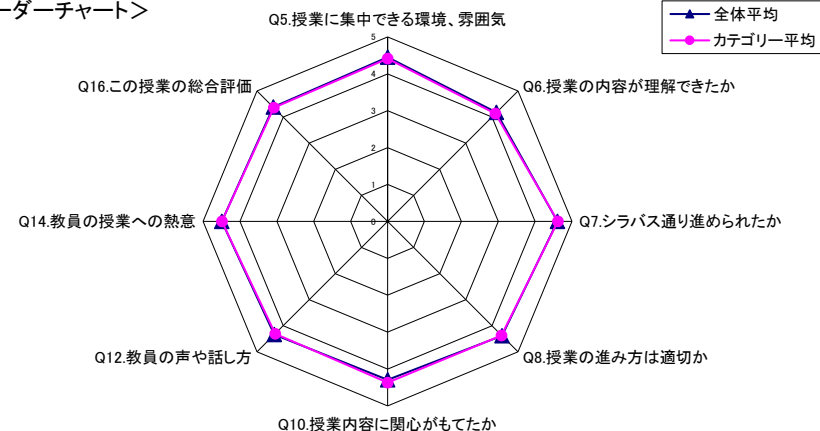 ーダーチャート＞
全体平均
カテゴリー平均
Q5.授業に集中できる環境、雰囲気
Q16.この授業の総合評価
Q6.授業の内容が理解できたか
Q14.教員の授業への熱意
Q7.シラバス通り進められたか
Q12.教員の声や話し方
Q8.授業の進み方は適切か
Q10.授業内容に関心がもてたか
5
4
3
2
1
0